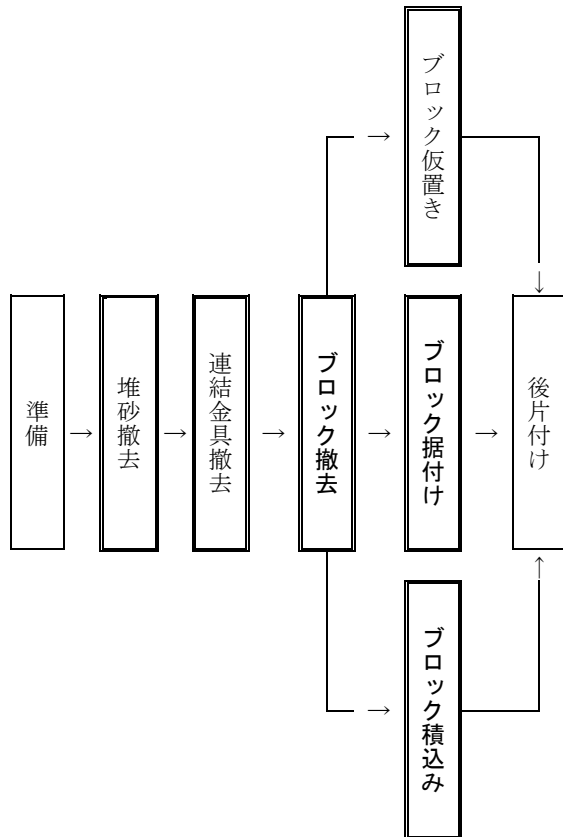 準備
→
堆砂撤去
→
連結金具撤去
→
ブロック撤去
→
ブロック仮置き
↓
→
ブロック据付け
→
後片付け
→
ブロック積込み
↑